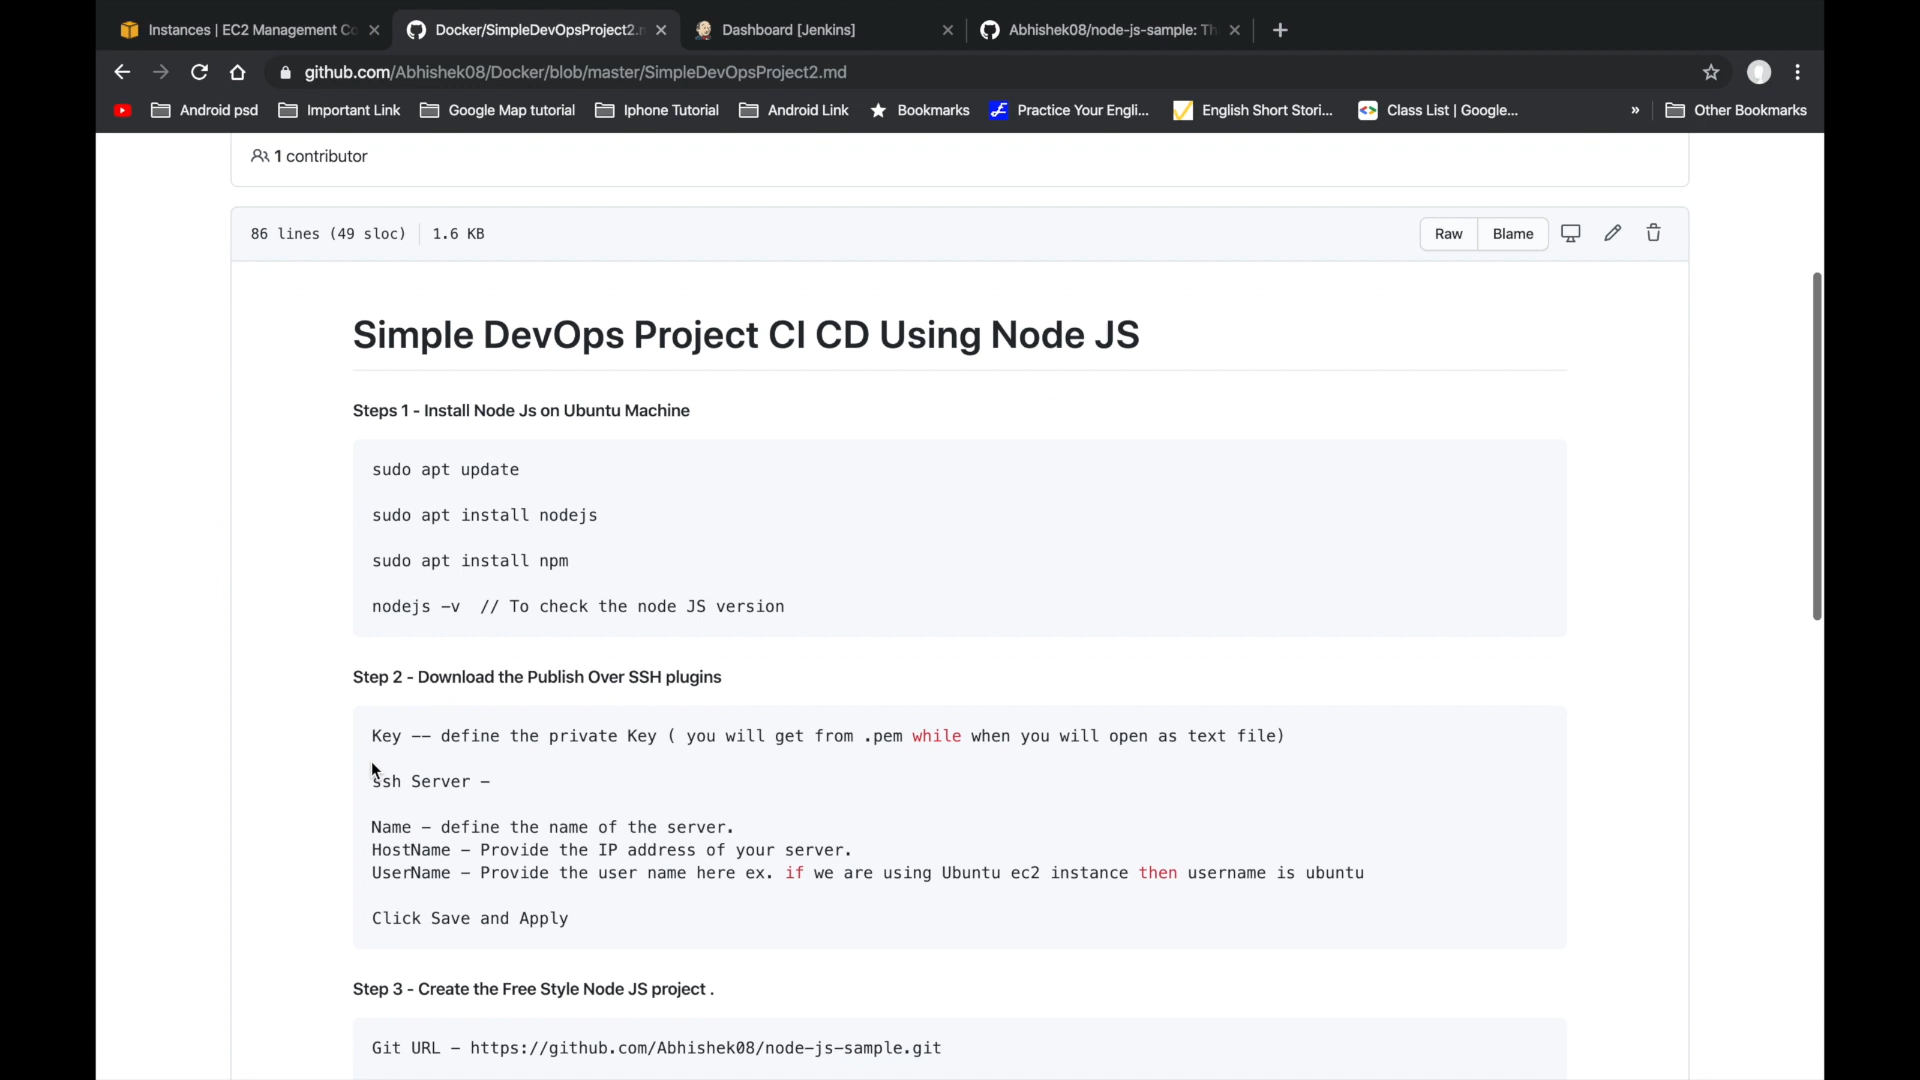 Instances | EC2 Management Co
Docker/SimpleDevOpsProject2.m
Dashboard [Jenkins]
Abhishek08/node-js-sample: Th
github.com/Abhishek08/Docker/blob/master/SimpleDevOpsProject2.md
Android psd
Important Link
Google Map tutorial
Iphone Tutorial
Android Link
Bookmarks
Practice Your Engli...
English Short Stori...
Class List | Google...
»
Other Bookmarks
1 contributor
86 lines (49 sloc)
1.6 KB
Raw
Blame
Simple DevOps Project CI CD Using Node JS
Steps 1 - Install Node Js on Ubuntu Machine
sudo apt update
sudo apt install nodejs
sudo apt install npm
nodejs -v // To check the node JS version
Step 2 - Download the Publish Over SSH plugins
Key -- define the private Key ( you will get from .pem while when you will open as text file)
ssh Server -
Name - define the name of the server.
HostName - Provide the IP address of your server.
UserName - Provide the user name here ex. if we are using Ubuntu ec2 instance then username is ubuntu
Click Save and Apply
Step 3 - Create the Free Style Node JS project .
Git URL - https://github.com/Abhishek08/node-js-sample.git